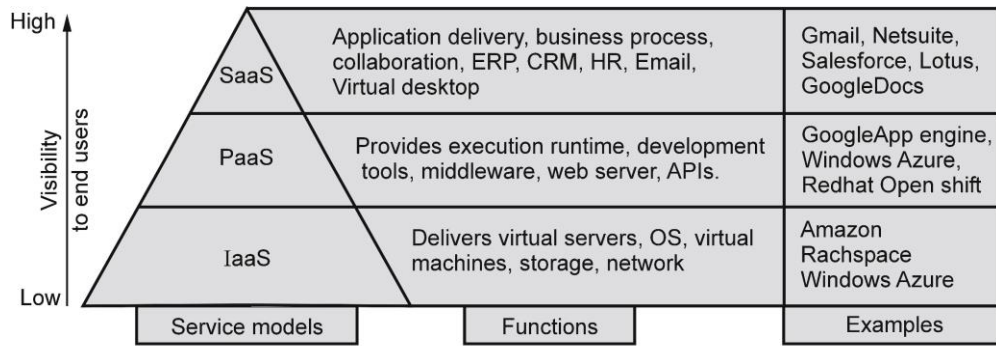 High
Visibility
to end users
Low
SaaS
Application delivery, business process,
collaboration, ERP, CRM, HR, Email,
Virtual desktop
Gmail, Netsuite,
Salesforce, Lotus,
GoogleDocs
PaaS
Provides execution runtime, development
tools, middleware, web server, APIs.
GoogleApp engine,
Windows Azure,
Redhat Open shift
IaaS
Delivers virtual servers, OS, virtual
machines, storage, network
Amazon
Rachspace
Windows Azure
Service models
Functions
Examples